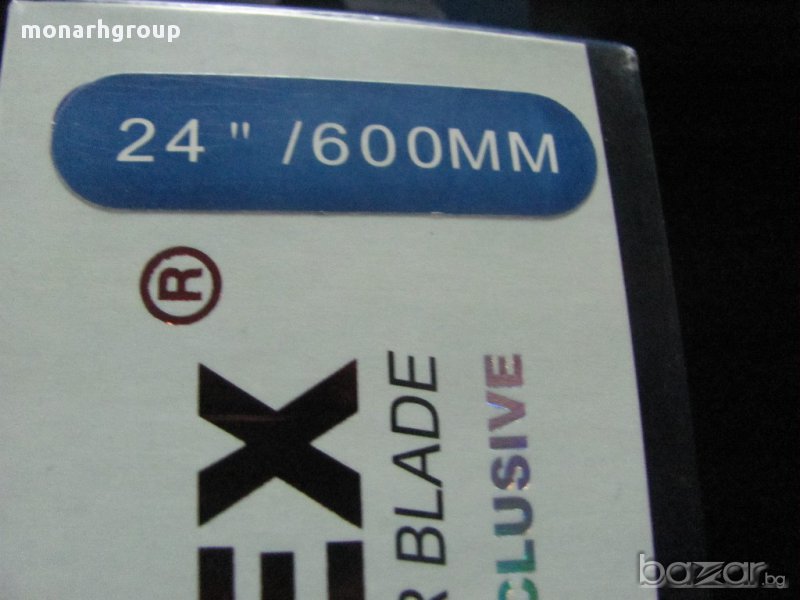 monarhgroup
24" /600MM
®
EX
R BLADE
CLUSIVE
bazar.bg